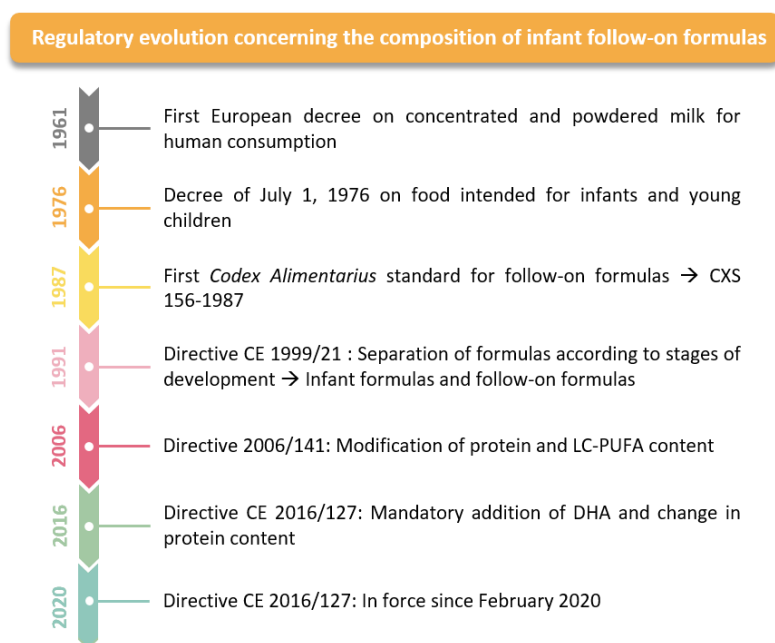 Regulatory evolution concerning the composition of infant follow-on formulas
1961
First European decree on concentrated and powdered milk for
human consumption
1976
Decree of July 1, 1976 on food intended for infants and young
children
1987
First Codex Alimentarius standard for follow-on formulas → CXS
156-1987
1991
Directive CE 1999/21 : Separation of formulas according to stages of
development → Infant formulas and follow-on formulas
2006
Directive 2006/141: Modification of protein and LC-PUFA content
2016
Directive CE 2016/127: Mandatory addition of DHA and change in
protein content
2020
Directive CE 2016/127: In force since February 2020